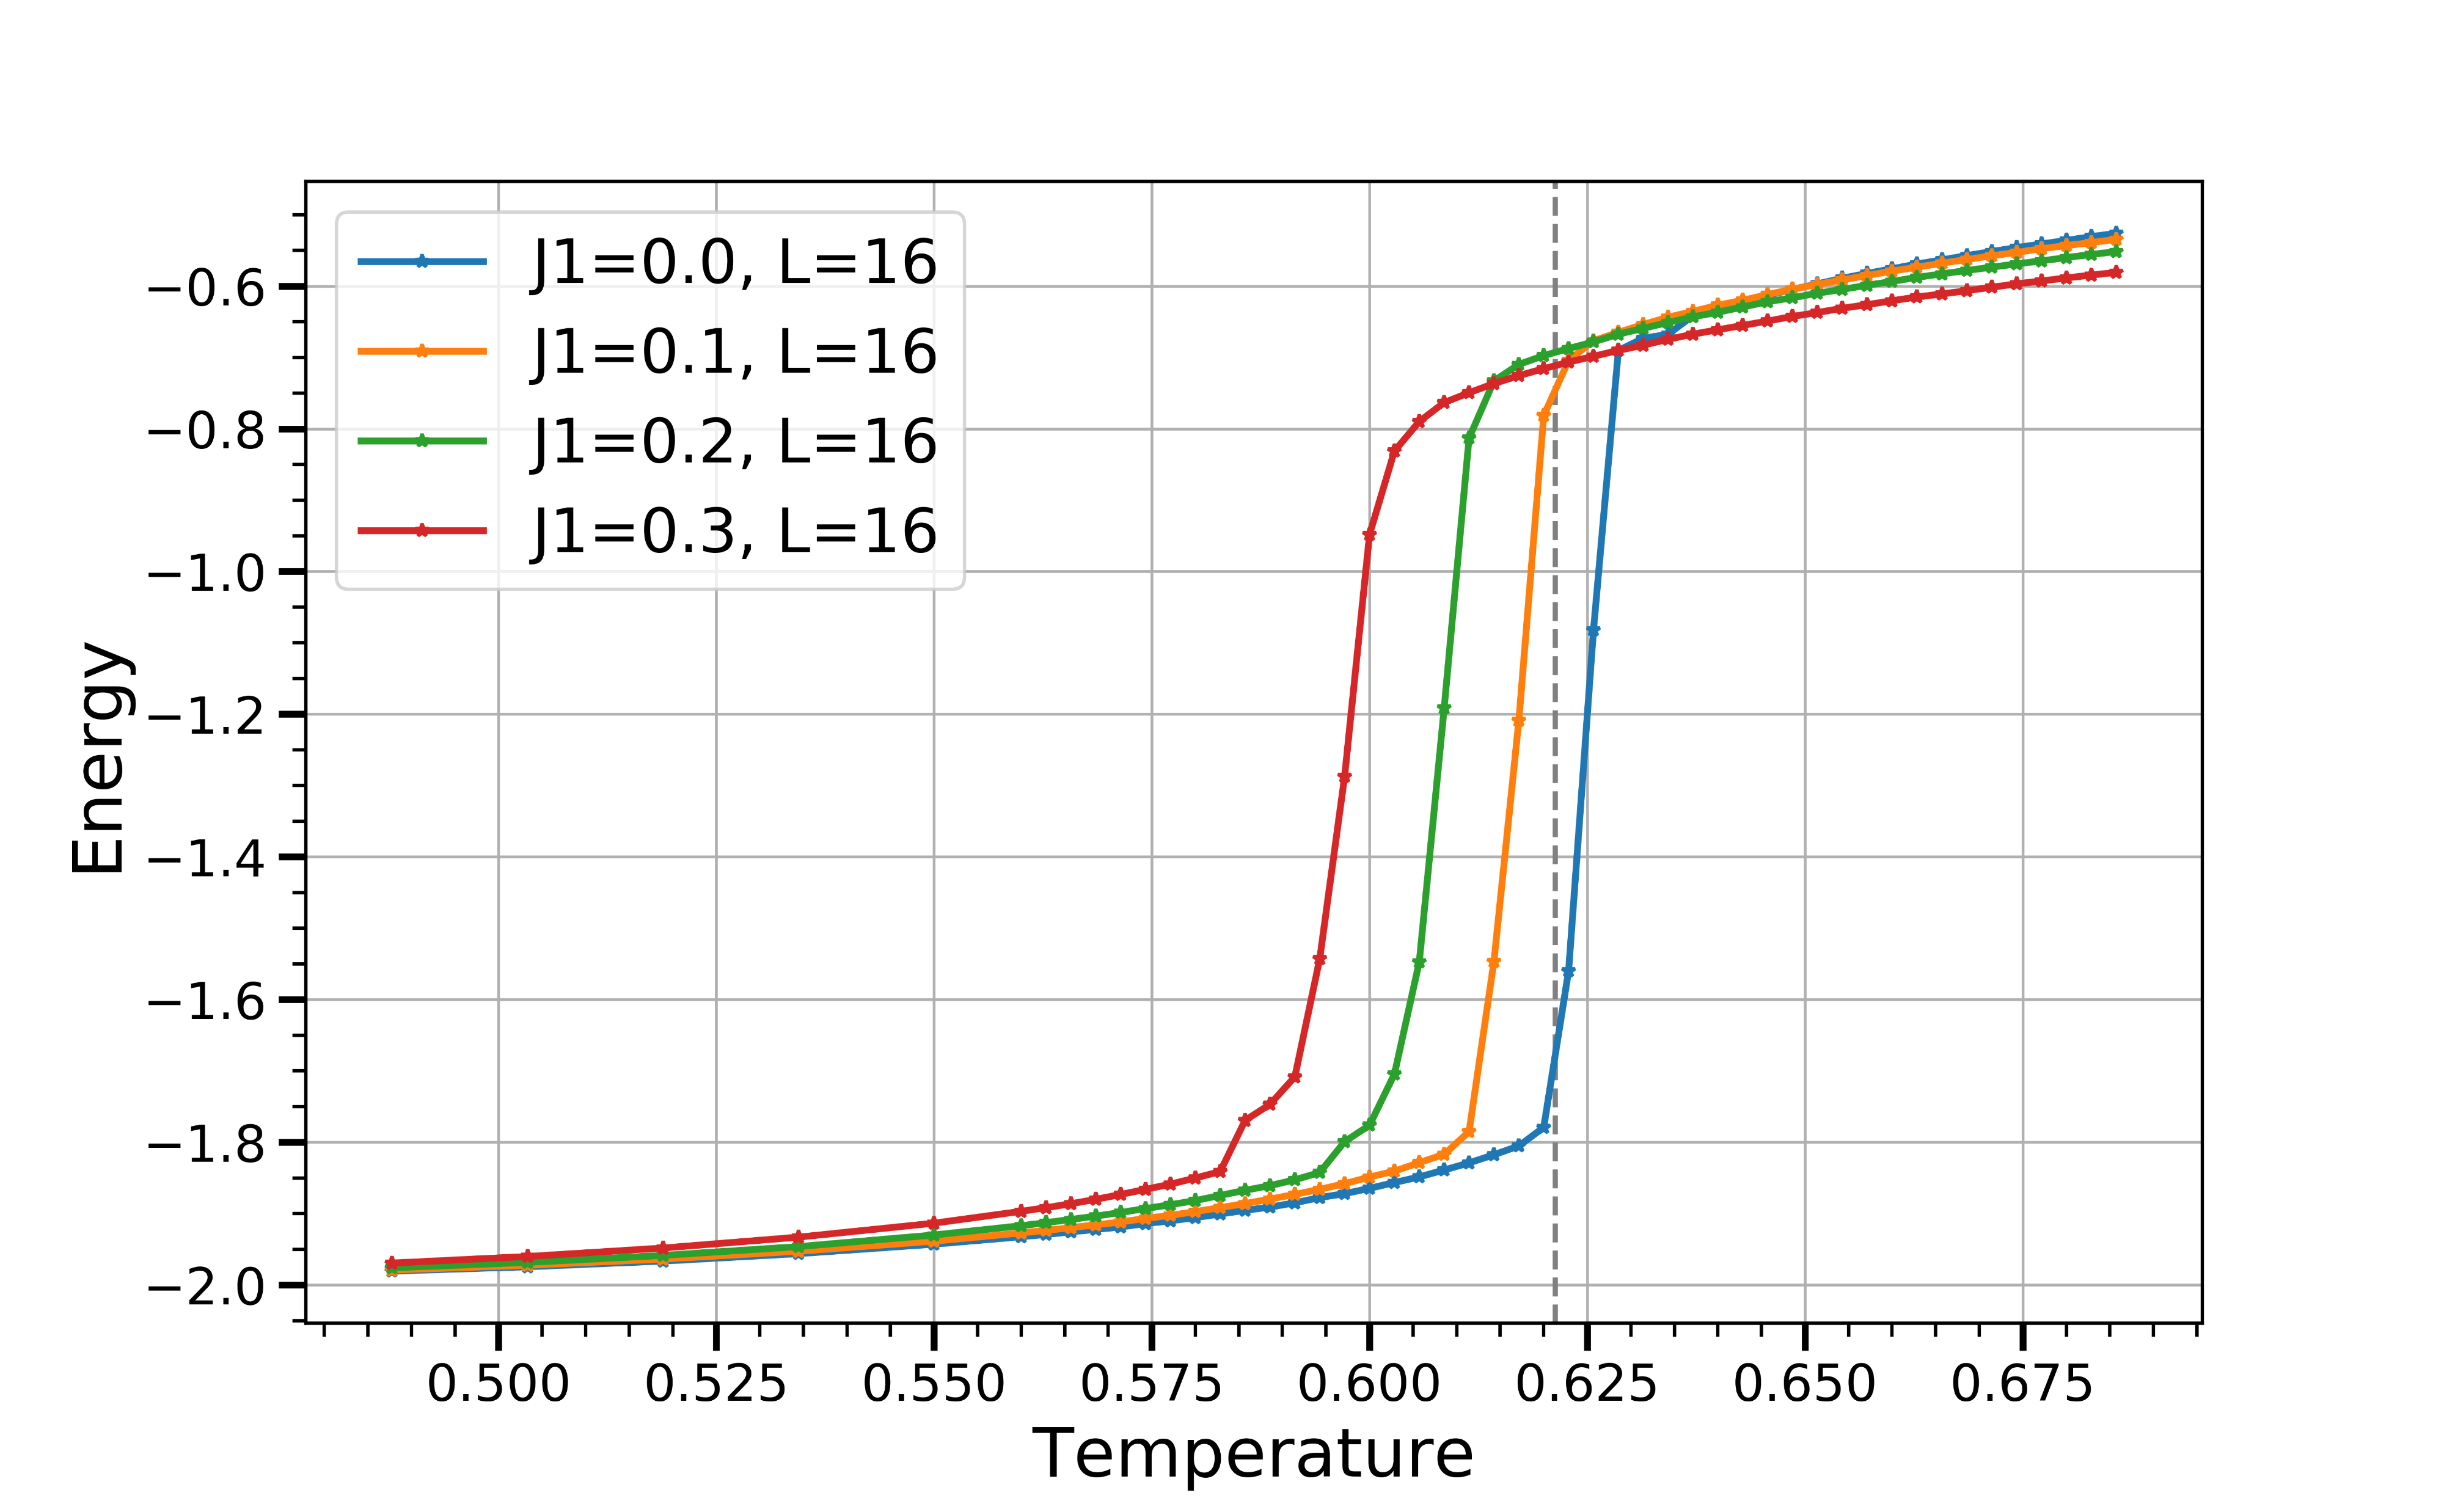 J1=0.0, L=16
J1=0.1, L=16
J1=0.2, L=16
J1=0.3, L=16
Energy
−0.6
−0.8
−1.0
−1.2
−1.4
−1.6
−1.8
−2.0
0.500 0.525 0.550 0.575 0.600 0.625 0.650 0.675
Temperature